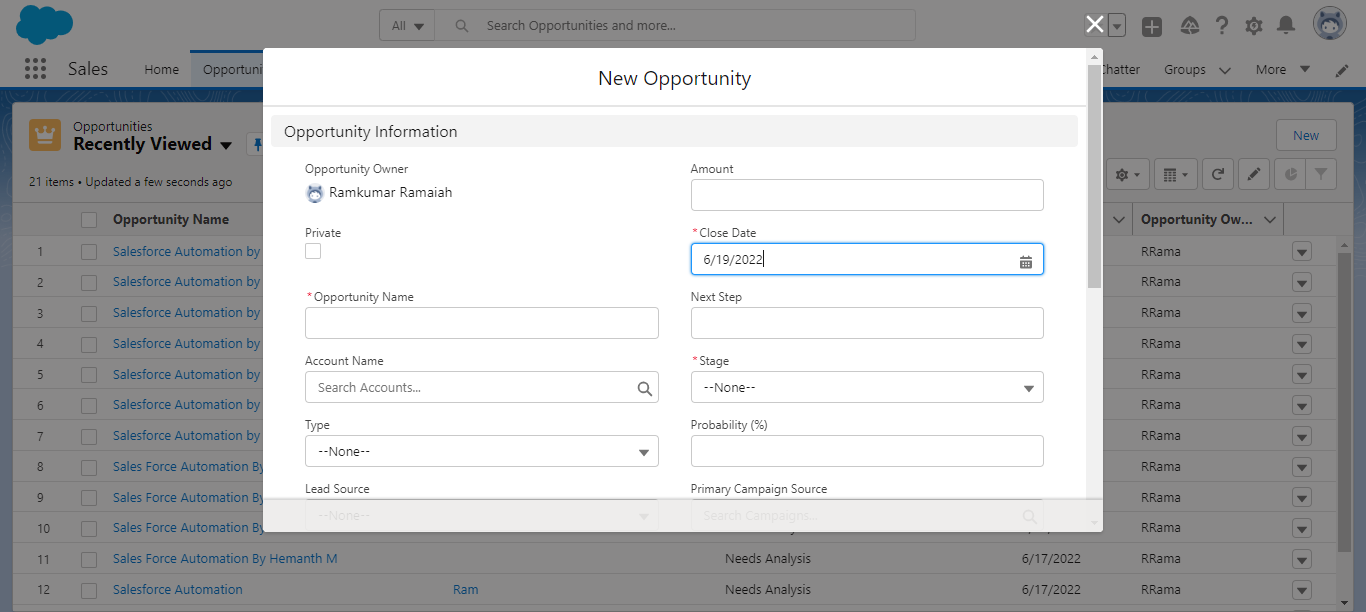 All
Search Opportunities and more...
Sales
Home
Opportuni
Chatter
Groups
More
Opportunities
Recently Viewed
21 items • Updated a few seconds ago
New
Opportunity Name
Opportunity Ow...
1 Salesforce Automation by RRama
2 Salesforce Automation by RRama
3 Salesforce Automation by RRama
4 Salesforce Automation by RRama
5 Salesforce Automation by RRama
6 Salesforce Automation by RRama
7 Salesforce Automation by RRama
8 Sales Force Automation By RRama
9 Sales Force Automation By RRama
10 Sales Force Automation By RRama
11 Sales Force Automation By Hemanth M Needs Analysis 6/17/2022 RRama
12 Salesforce Automation Ram Needs Analysis 6/17/2022 RRama
New Opportunity
Opportunity Information
Opportunity Owner
Ramkumar Ramaiah
Amount
Private
*Close Date
6/19/2022
*Opportunity Name
Next Step
Account Name
Search Accounts...
*Stage
--None--
Type
--None--
Probability (%)
Lead Source
--None--
Primary Campaign Source
Search Campaigns...